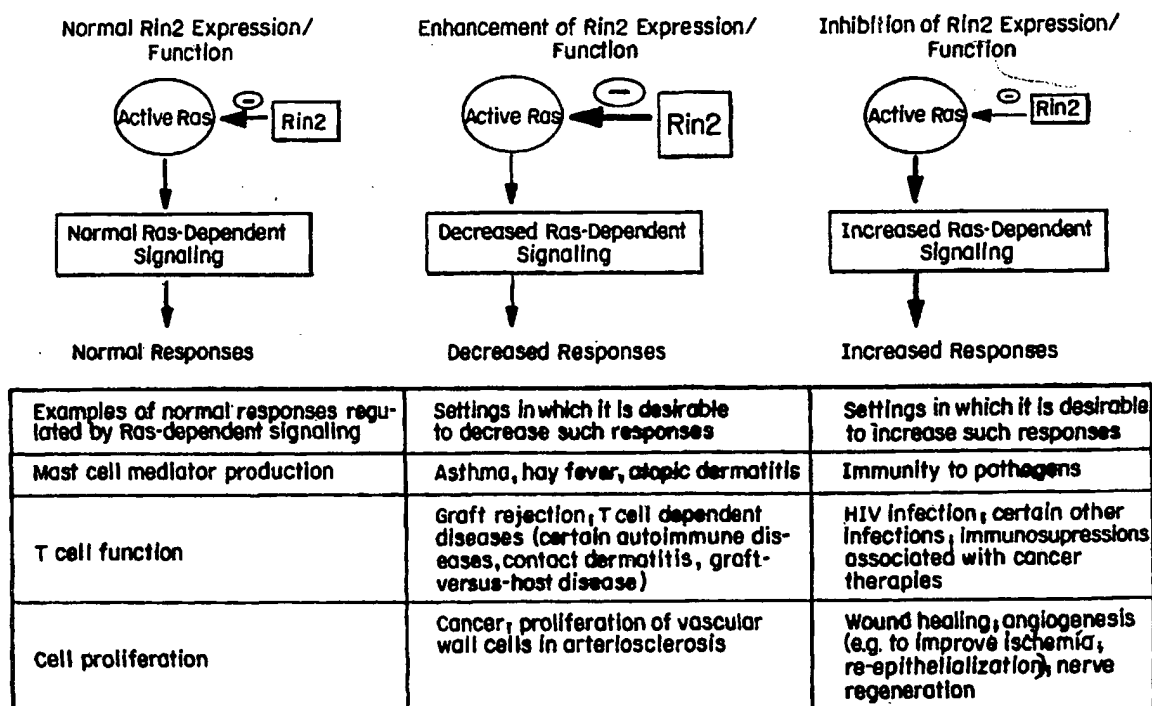 Normal Rin2 Expression/
Function
Active Ras
−
Rin2
Normal Ras-Dependent
Signaling
Normal Responses
Enhancement of Rin2 Expression/
Function
Active Ras
−
Rin2
Decreased Ras-Dependent
Signaling
Decreased Responses
Inhibition of Rin2 Expression/
Function
Active Ras
−
Rin2
Increased Ras-Dependent
Signaling
Increased Responses
Examples of normal responses regu-
lated by Ras-dependent signaling
Settings in which it is desirable
to decrease such responses
Settings in which it is desirable
to increase such responses
Mast cell mediator production
Asthma, hay fever, atopic dermatitis
Immunity to pathogens
T cell function
Graft rejection; T cell dependent
diseases (certain autoimmune dis-
eases, contact dermatitis, graft-
versus-host disease)
HIV infection; certain other
infections; immunosupressions
associated with cancer
therapies
Cell proliferation
Cancer; proliferation of vascular
wall cells in arteriosclerosis
Wound healing; angiogenesis
(e.g. to improve ischemia;
re-epithelialization); nerve
regeneration